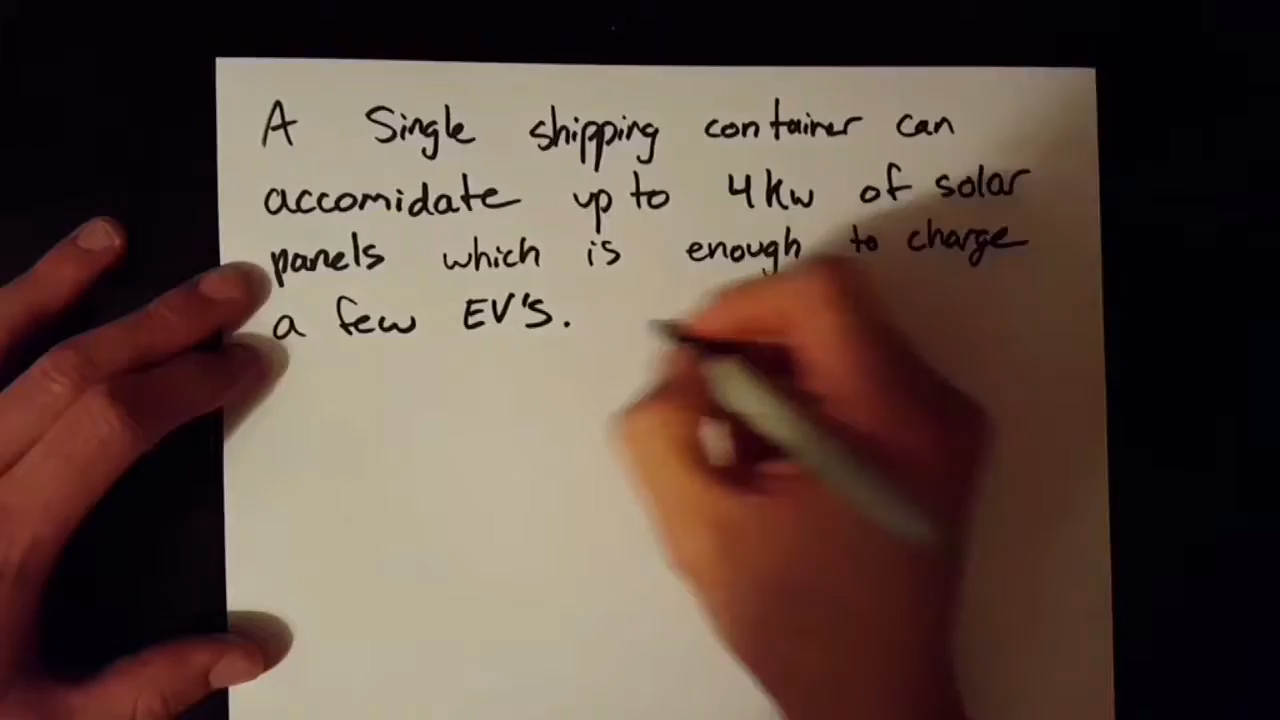 A Single shipping container can
accomidate up to 4kw of solar
panels which is enough to charge
a few EV's.